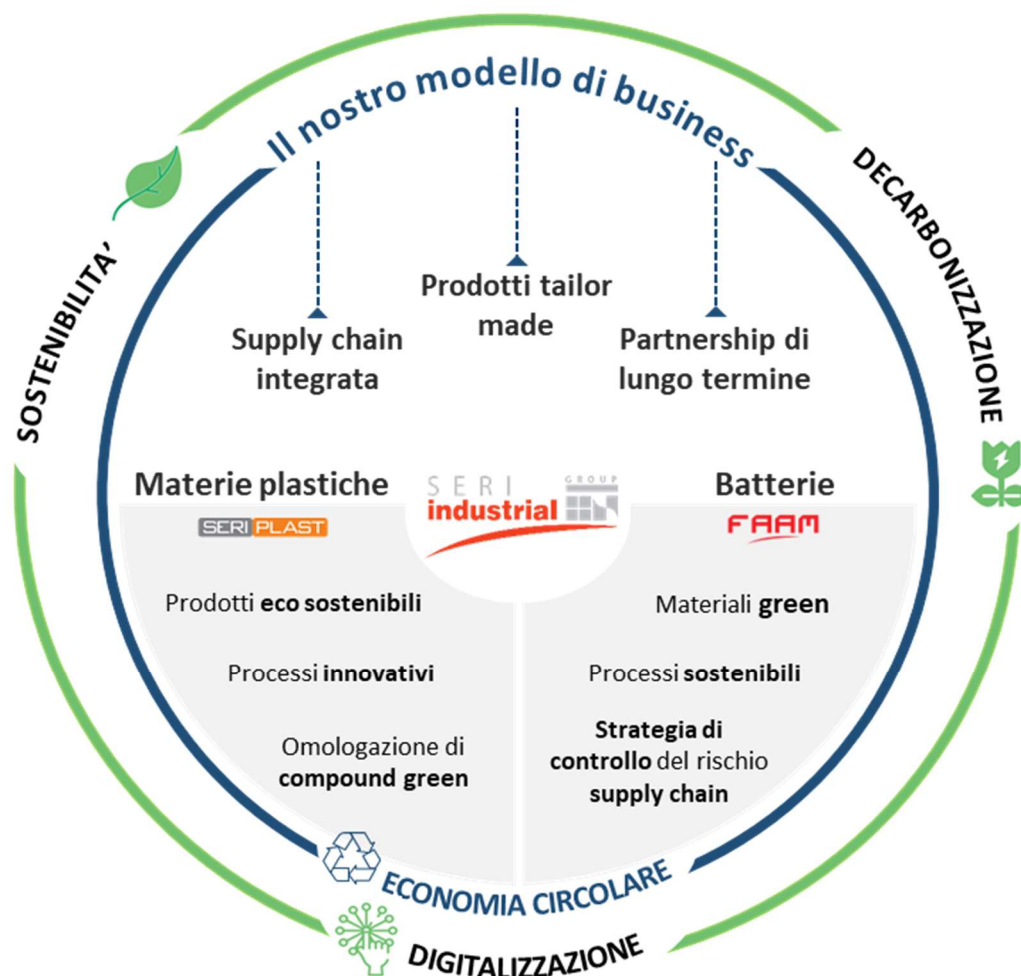 Il nostro modello di business
SOSTENIBILITA’
DECARBONIZZAZIONE
Supply chain
integrata
Prodotti tailor
made
Partnership di
lungo termine
Materie plastiche
SERI PLAST
SERI
industrial
GROUP
Batterie
FAAM
Prodotti eco sostenibili
Processi innovativi
Omologazione di
compound green
Materiali green
Processi sostenibili
Strategia di
controllo del rischio
supply chain
ECONOMIA CIRCOLARE
DIGITALIZZAZIONE